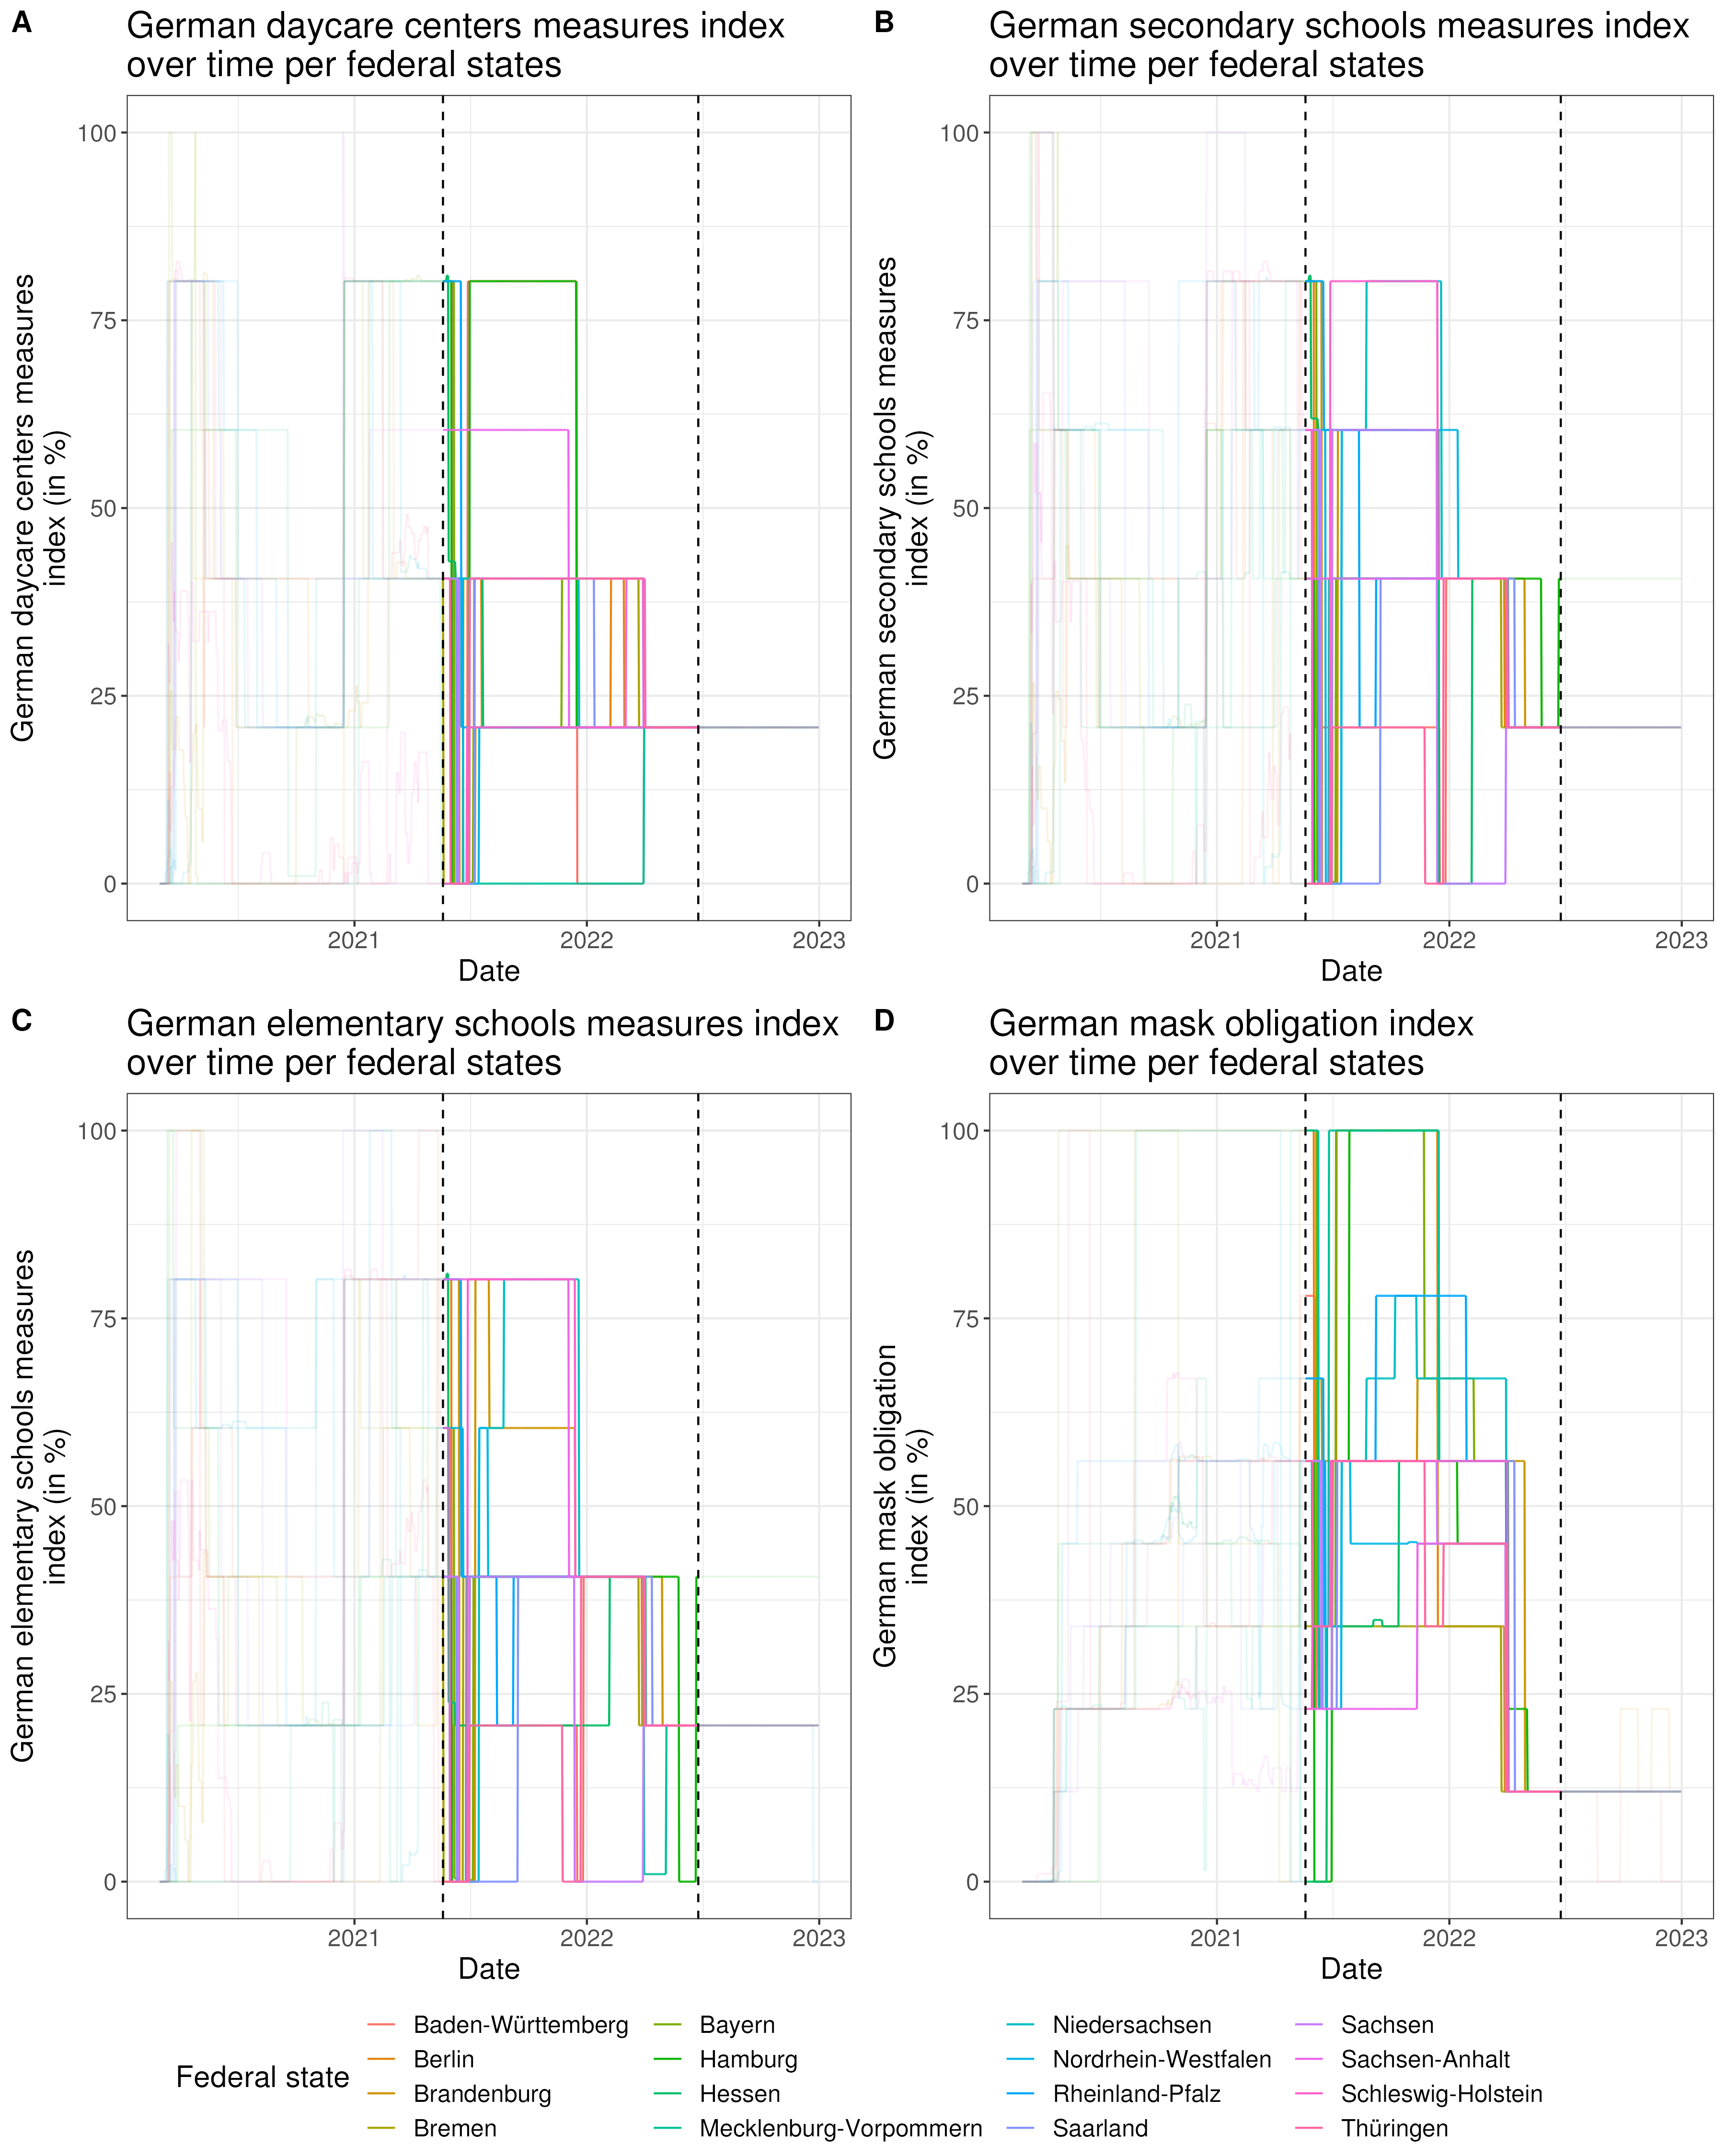 A
German daycare centers measures index
over time per federal states
German daycare centers measures
index (in %)
100
75
50
25
0
2021
2022
2023
Date
B
German secondary schools measures index
over time per federal states
German secondary schools measures
index (in %)
100
75
50
25
0
2021
2022
2023
Date
C
German elementary schools measures index
over time per federal states
German elementary schools measures
index (in %)
100
75
50
25
0
2021
2022
2023
Date
D
German mask obligation index
over time per federal states
German mask obligation
index (in %)
100
75
50
25
0
2021
2022
2023
Date
Federal state
Baden-Württemberg
Berlin
Brandenburg
Bremen
Bayern
Hamburg
Hessen
Mecklenburg-Vorpommern
Niedersachsen
Nordrhein-Westfalen
Rheinland-Pfalz
Saarland
Sachsen
Sachsen-Anhalt
Schleswig-Holstein
Thüringen